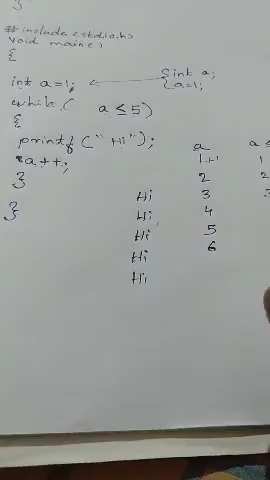 }
# include <stdio.h>
void main()
{
int a=1; ← { int a;
{ a=1;
while ( a ≤ 5)
{
printf ("Hi");
a++;
}
}
Hi
Hi
Hi
Hi
Hi
a
1+1
2
3
4
5
6
a ≤
1
2
3